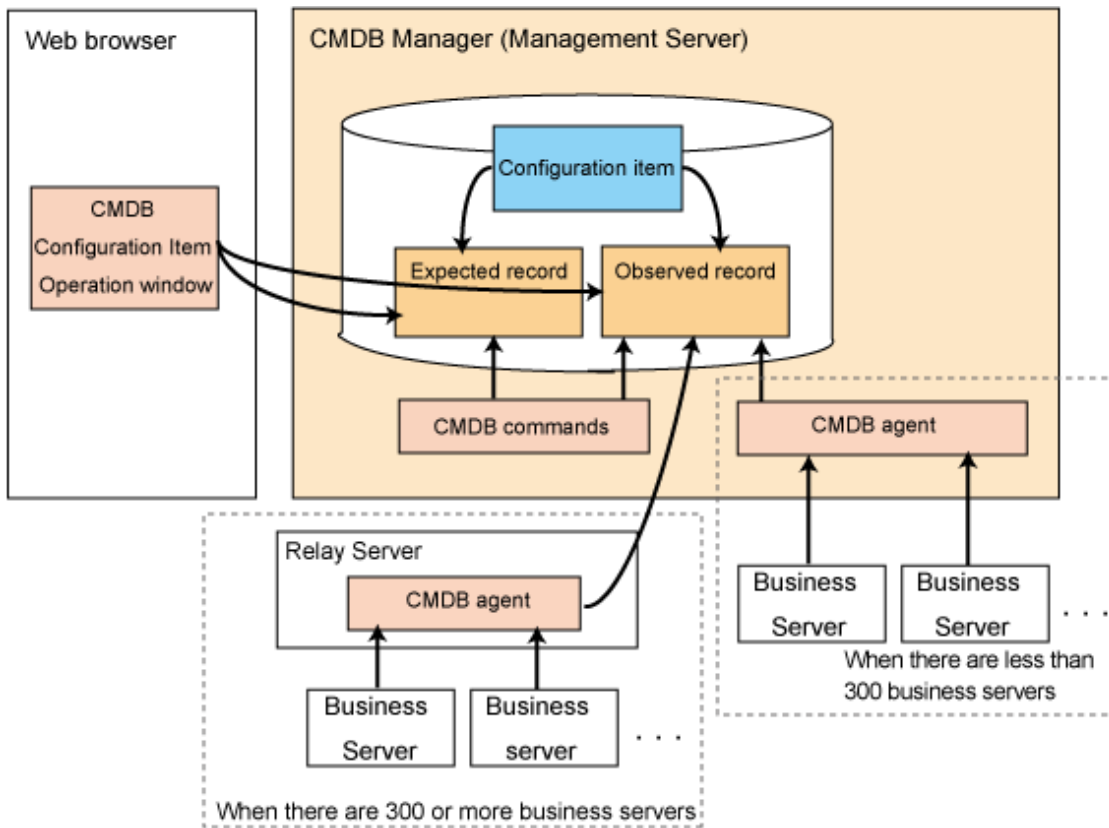 Web browser
CMDB
Configuration Item
Operation window
CMDB Manager (Management Server)
Configuration item
Expected record
Observed record
CMDB commands
CMDB agent
Business
Server
Business
Server
. . .
When there are less than
300 business servers
Relay Server
CMDB agent
Business
Server
Business
server
. . .
When there are 300 or more business servers